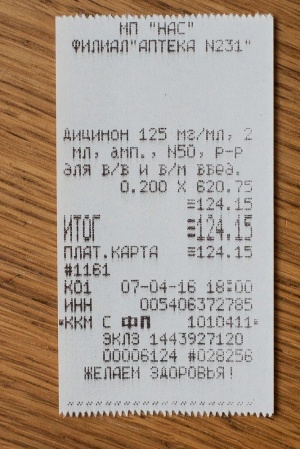 МП "НАС"
ФИЛИАЛ"АПТЕКА N231"
ДИЦИНОН 125 мг/мл, 2
мл, амп., N50, р-р
для в/в и в/м введ.
0.200 X 620.75
≡124.15
ИТОГ ≡124.15
ПЛАТ.КАРТА ≡124.15
#1161
К01 07-04-16 18:00
ИНН 005406372785
*ККМ С ФП 1010411*
ЭКЛЗ 1443927120
00006124 #028256
ЖЕЛАЕМ ЗДОРОВЬЯ!